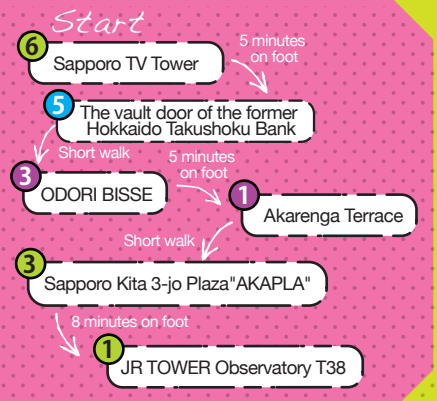 Start
6
Sapporo TV Tower
5 minutes
on foot
5
The vault door of the former
Hokkaido Takushoku Bank
Short walk
3
ODORI BISSE
5 minutes
on foot
1
Akarenga Terrace
Short walk
3
Sapporo Kita 3-jo Plaza"AKAPLA"
8 minutes on foot
1
JR TOWER Observatory T38